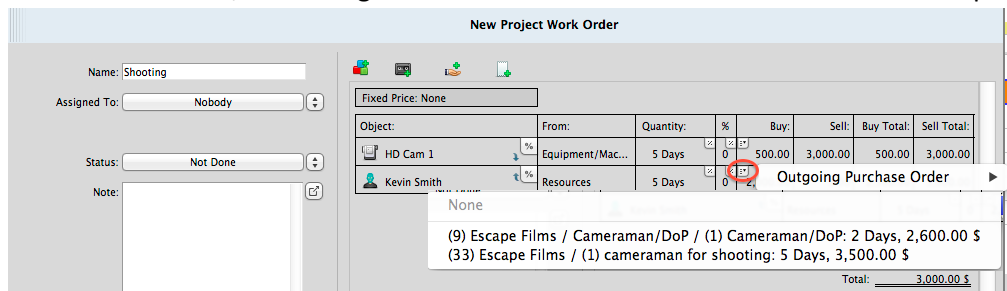 New Project Work Order
Name: Shooting
Assigned To: Nobody
Status: Not Done
Note:
Fixed Price: None
Object: From: Quantity: % Buy: Sell: Buy Total: Sell Total:
HD Cam 1 % Equipment/Mac... 5 Days % 0 % 500.00 3,000.00 500.00 3,000.00
Kevin Smith % Resources 5 Days % 0 % 2,
Outgoing Purchase Order
None
(9) Escape Films / Cameraman/DoP / (1) Cameraman/DoP: 2 Days, 2,600.00 $
(33) Escape Films / (1) cameraman for shooting: 5 Days, 3,500.00 $
Total: 3,000.00 $